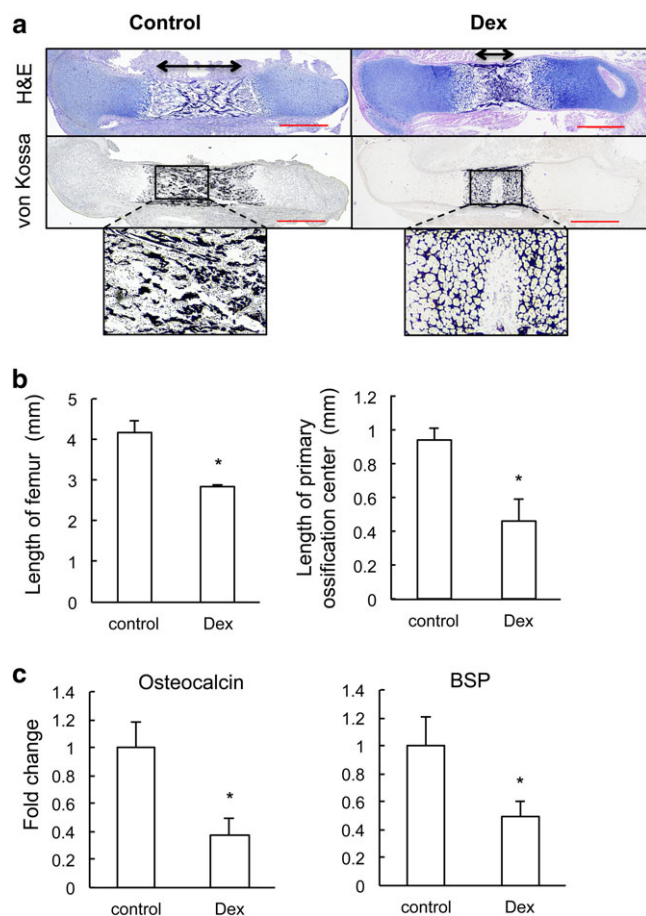 a
Control Dex
H&E
von Kossa
b
Length of femur (mm)
5
4
3
2
1
0
*
control Dex
Length of primary
ossification center (mm)
1.2
1
0.8
0.6
0.4
0.2
0
*
control Dex
c
Osteocalcin
Fold change
1.4
1.2
1
0.8
0.6
0.4
0.2
0
*
control Dex
BSP
1.4
1.2
1
0.8
0.6
0.4
0.2
0
*
control Dex